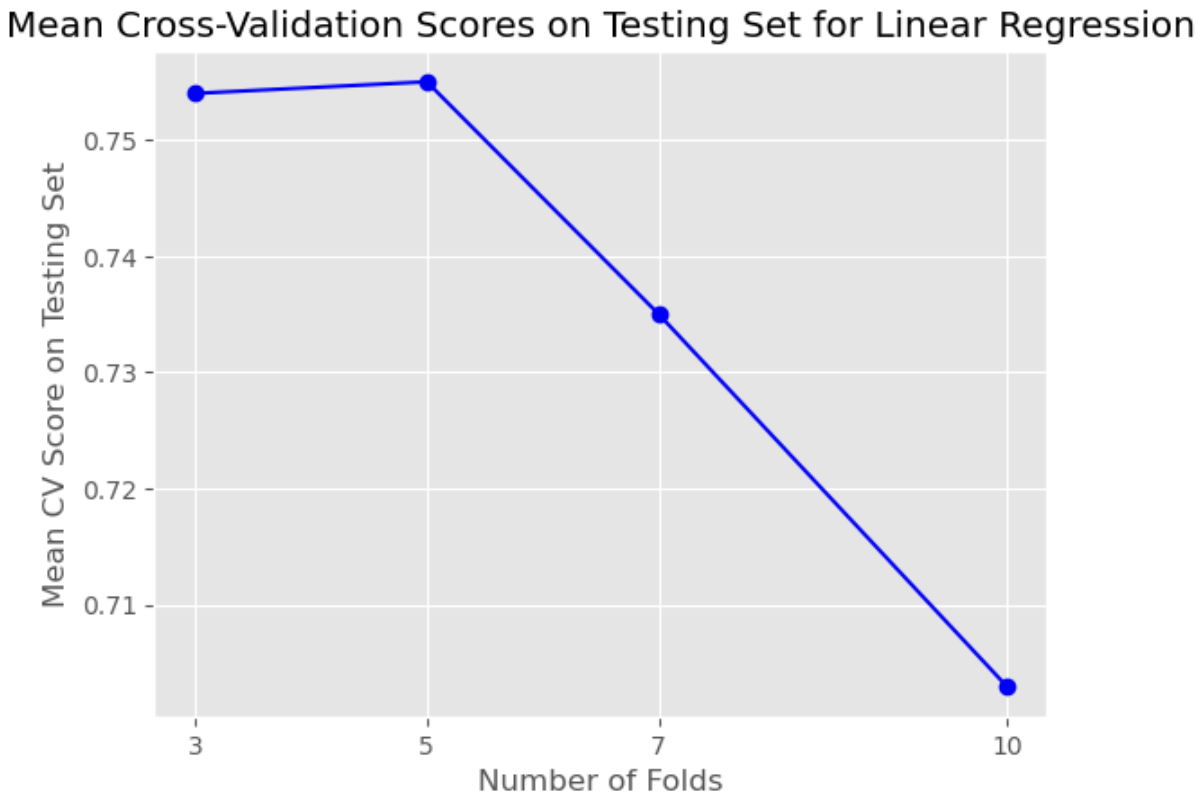 Mean Cross-Validation Scores on Testing Set for Linear Regression
Mean CV Score on Testing Set
0.75
0.74
0.73
0.72
0.71
3 5 7 10
Number of Folds